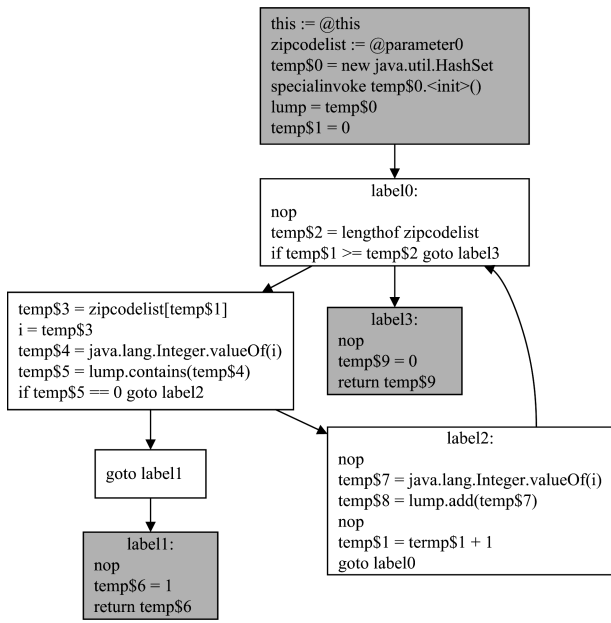 this := @this
zipcodelist := @parameter0
temp$0 = new java.util.HashSet
specialinvoke temp$0.<init>()
lump = temp$0
temp$1 = 0
label0:
nop
temp$2 = lengthof zipcodelist
if temp$1 >= temp$2 goto label3
temp$3 = zipcodelist[temp$1]
i = temp$3
temp$4 = java.lang.Integer.valueOf(i)
temp$5 = lump.contains(temp$4)
if temp$5 == 0 goto label2
label3:
nop
temp$9 = 0
return temp$9
label2:
nop
temp$7 = java.lang.Integer.valueOf(i)
temp$8 = lump.add(temp$7)
nop
temp$1 = termp$1 + 1
goto label0
goto label1
label1:
nop
temp$6 = 1
return temp$6